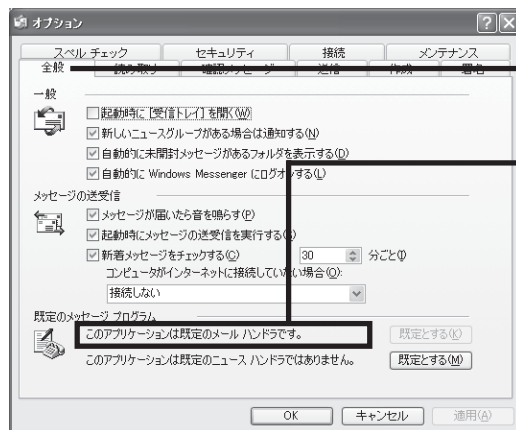 オプション
スペル チェック セキュリティ 接続 メンテナンス
全般 読み取り 確認メッセージ 送信 作成 署名
一般
起動時に [受信トレイ] を開く(W)
新しいニュースグループがある場合は通知する(N)
自動的に未開封メッセージがあるフォルダを表示する(D)
自動的に Windows Messenger にログオンする(L)
メッセージの送受信
メッセージが届いたら音を鳴らす(P)
起動時にメッセージの送受信を実行する
新着メッセージをチェックする(C) 30 分ごと(I)
コンピュータがインターネットに接続していない場合(O):
接続しない
既定のメッセージ プログラム
このアプリケーションは既定のメール ハンドラです。 既定とする(K)
このアプリケーションは既定のニュース ハンドラではありません。 既定とする(M)
OK キャンセル 適用(A)